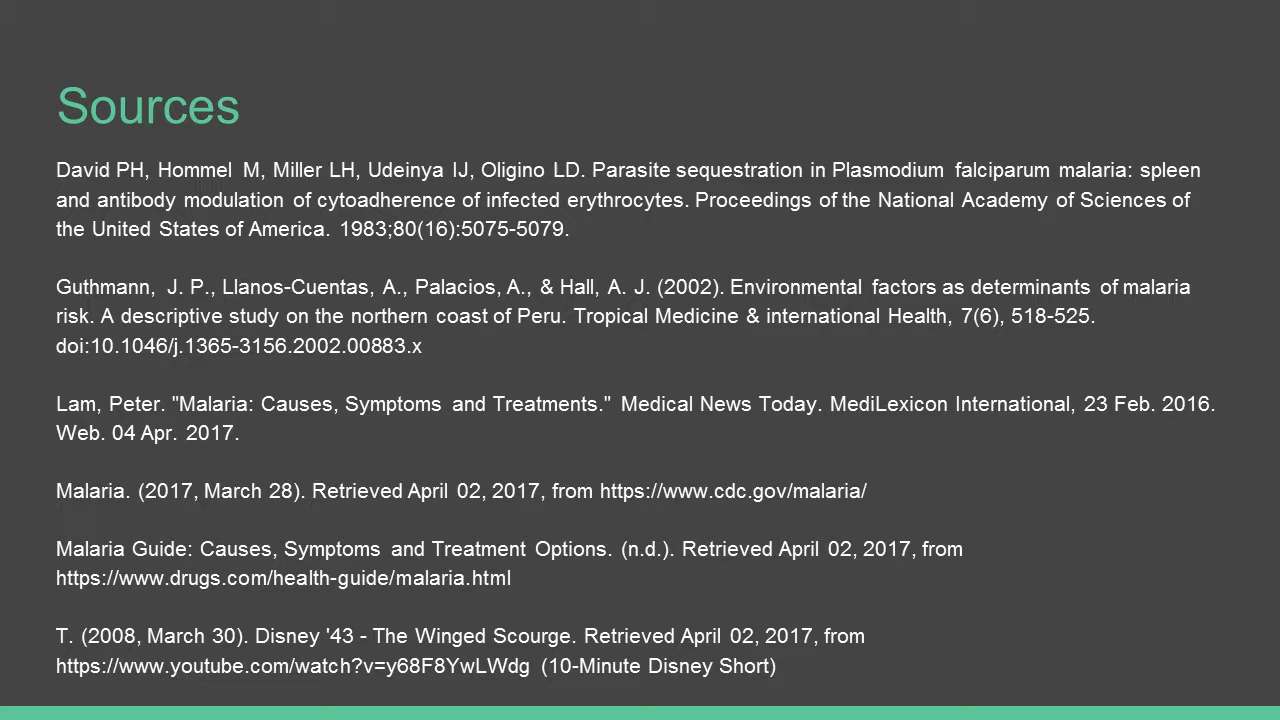 Sources
David PH, Hommel M, Miller LH, Udeinya IJ, Oligino LD. Parasite sequestration in Plasmodium falciparum malaria: spleen
and antibody modulation of cytoadherence of infected erythrocytes. Proceedings of the National Academy of Sciences of
the United States of America. 1983;80(16):5075-5079.
Guthmann, J. P., Llanos-Cuentas, A., Palacios, A., & Hall, A. J. (2002). Environmental factors as determinants of malaria
risk. A descriptive study on the northern coast of Peru. Tropical Medicine & international Health, 7(6), 518-525.
doi:10.1046/j.1365-3156.2002.00883.x
Lam, Peter. "Malaria: Causes, Symptoms and Treatments." Medical News Today. MediLexicon International, 23 Feb. 2016.
Web. 04 Apr. 2017.
Malaria. (2017, March 28). Retrieved April 02, 2017, from https://www.cdc.gov/malaria/
Malaria Guide: Causes, Symptoms and Treatment Options. (n.d.). Retrieved April 02, 2017, from
https://www.drugs.com/health-guide/malaria.html
T. (2008, March 30). Disney '43 - The Winged Scourge. Retrieved April 02, 2017, from
https://www.youtube.com/watch?v=y68F8YwLWdg (10-Minute Disney Short)